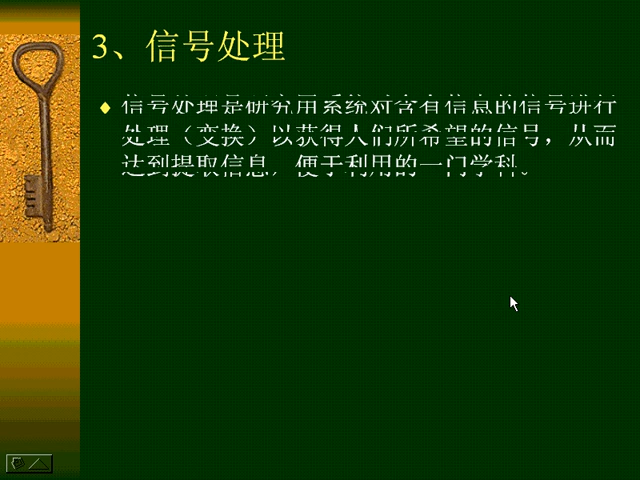 3、信号处理
信号处理是研究用系统对含有信息的信号进行
处理（变换）以获得人们所希望的信号，从而
达到提取信息，便于利用的一门学科。